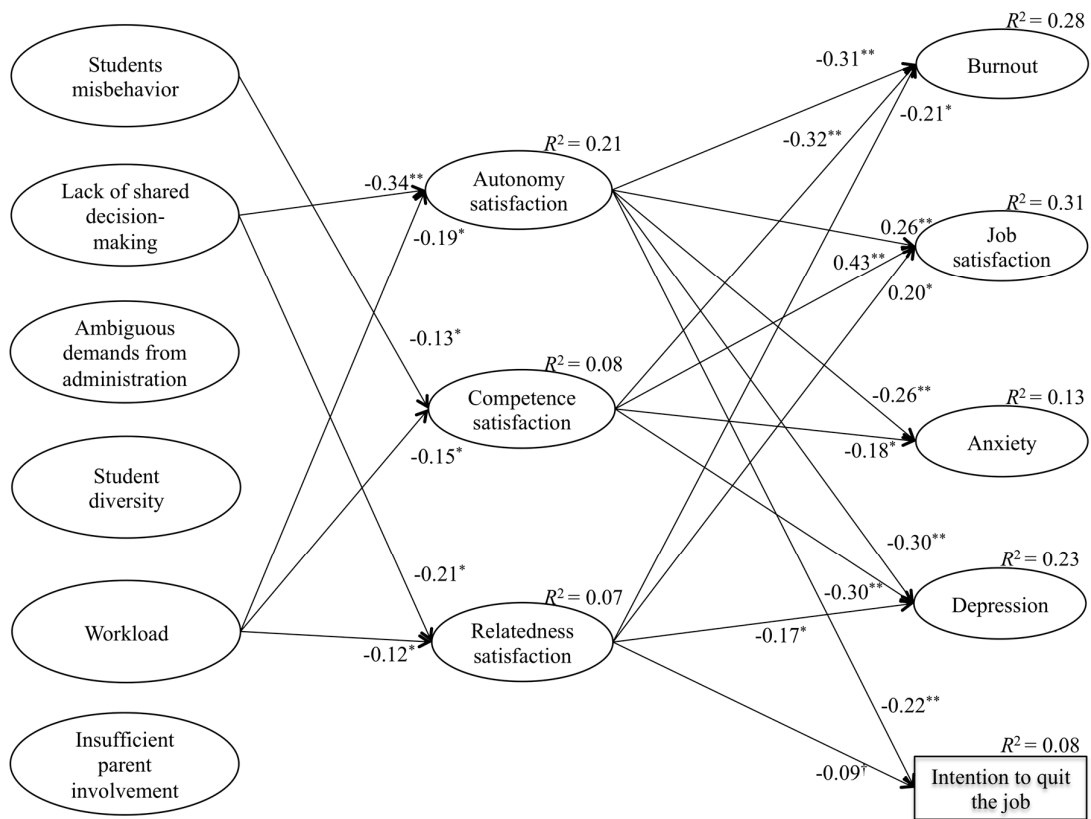 Students
misbehavior
Lack of shared
decision-
making
Ambiguous
demands from
administration
Student
diversity
Workload
Insufficient
parent
involvement
-0.34**
-0.19*
-0.13*
-0.15*
-0.21*
-0.12*
R² = 0.21
Autonomy
satisfaction
R² = 0.08
Competence
satisfaction
R² = 0.07
Relatedness
satisfaction
-0.31**
-0.32**
-0.21*
0.26**
0.43**
0.20*
-0.26**
-0.18*
-0.30**
-0.30**
-0.17*
-0.22**
-0.09†
R² = 0.28
Burnout
R² = 0.31
Job
satisfaction
R² = 0.13
Anxiety
R² = 0.23
Depression
R² = 0.08
Intention to quit
the job